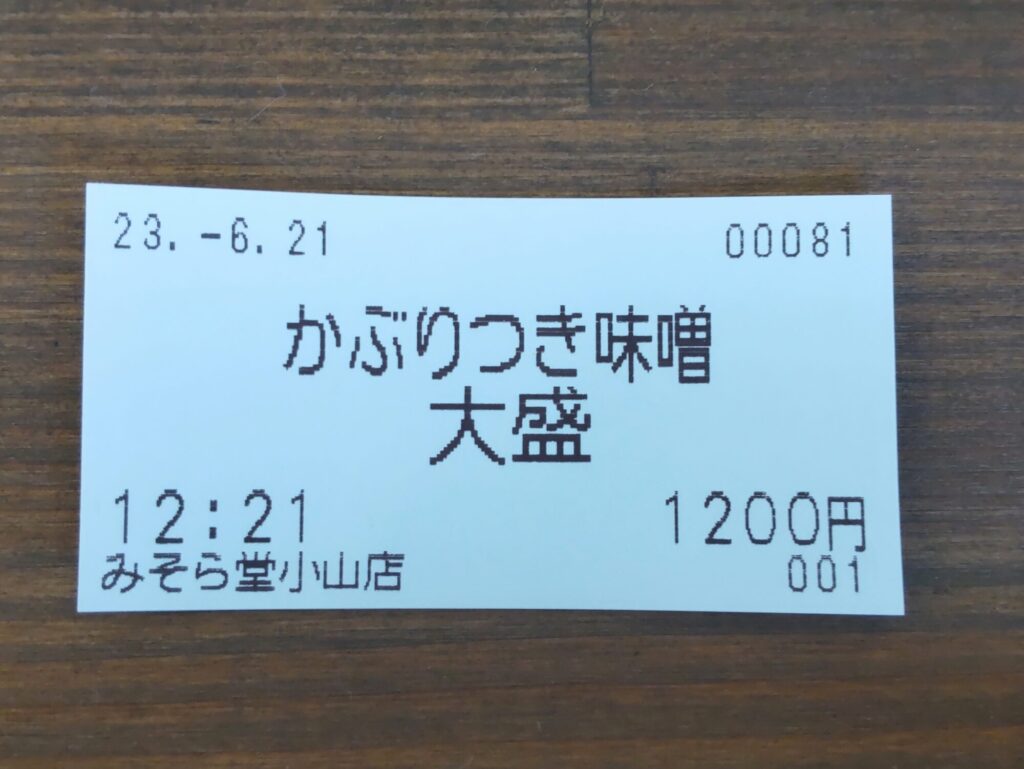 23.-6.21 00081
かぶりつき味噌
大盛
12:21 1200円
みそら堂小山店 001